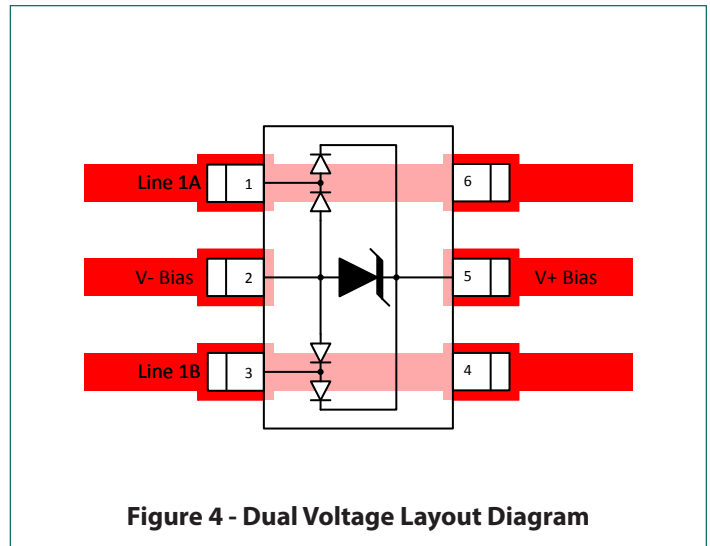 Line 1A
1
6
V- Bias
2
5
V+ Bias
Line 1B
3
4
Figure 4 - Dual Voltage Layout Diagram